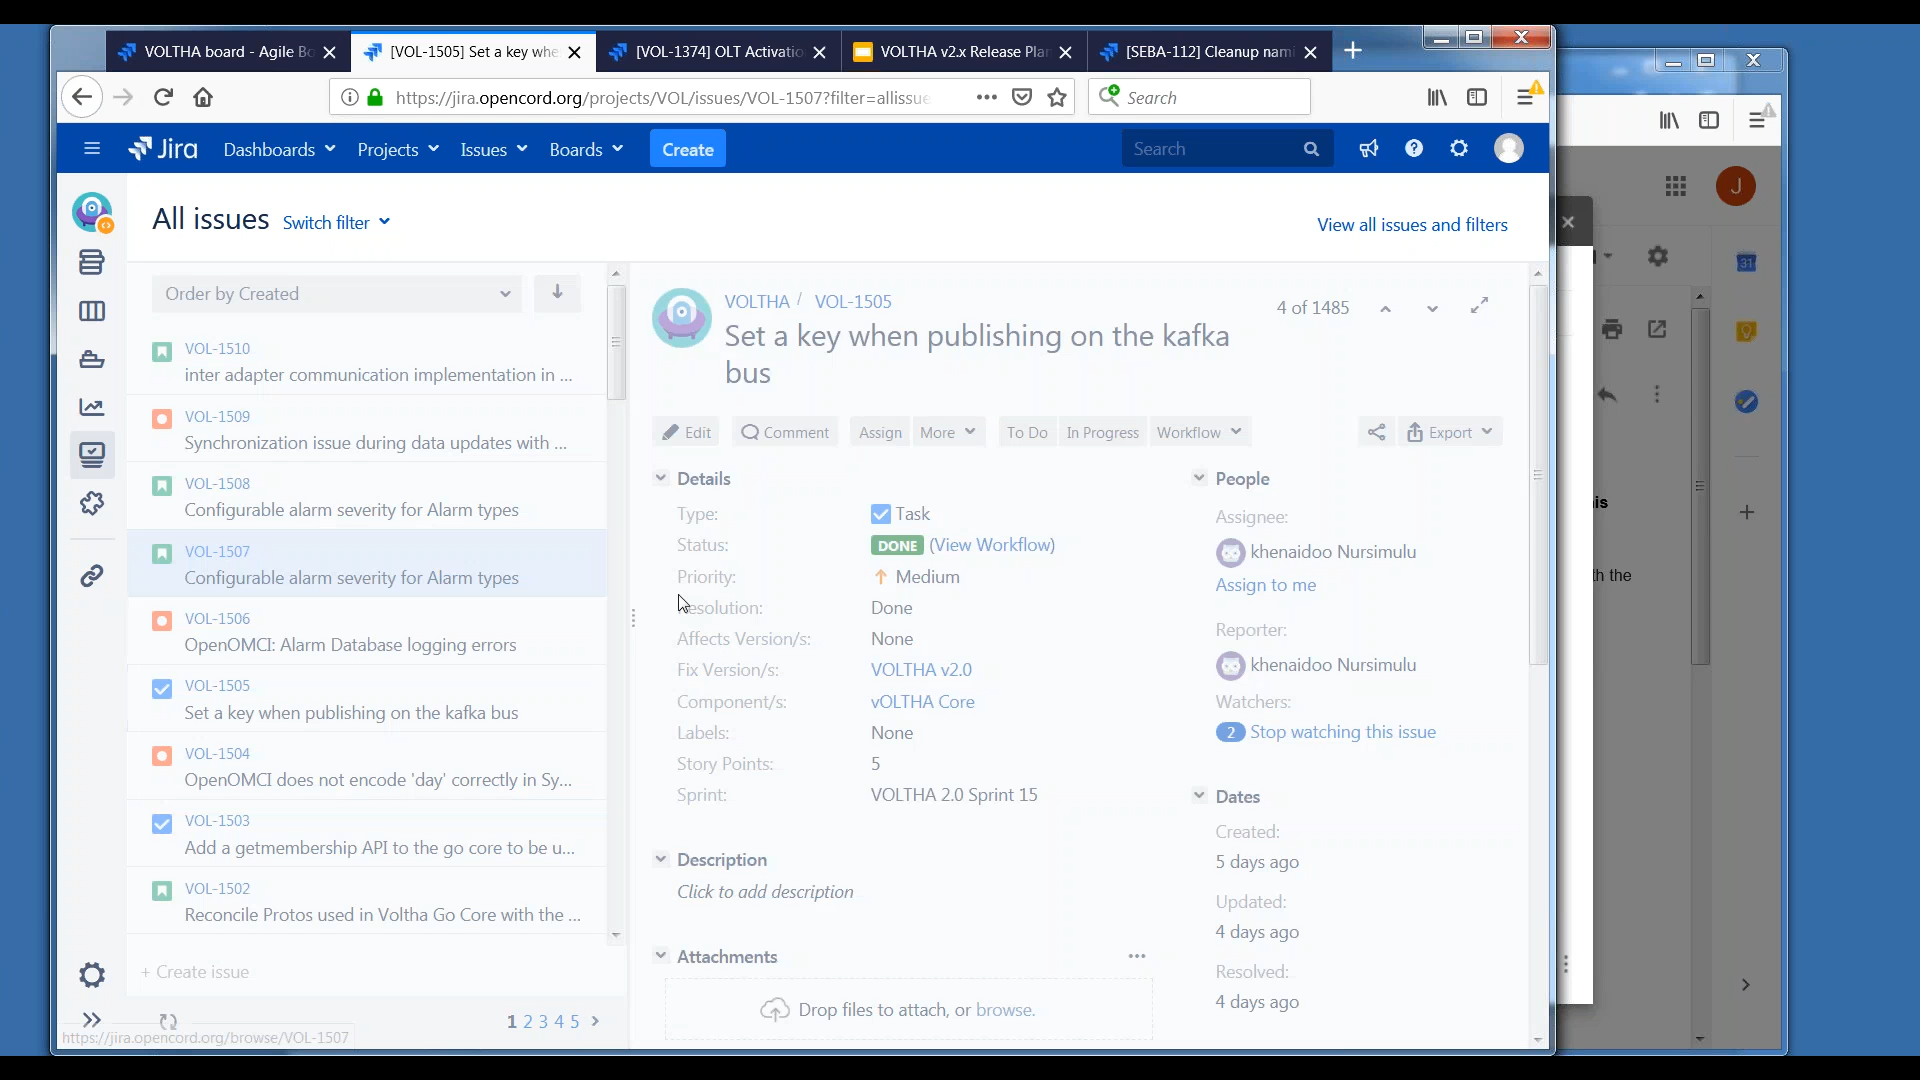 VOLTHA board - Agile Bo
[VOL-1505] Set a key whe
[VOL-1374] OLT Activatio
VOLTHA v2.x Release Plar
[SEBA-112] Cleanup nami
https://jira.opencord.org/projects/VOL/issues/VOL-1507?filter=allissue
Search
Jira
Dashboards
Projects
Issues
Boards
Create
Search
J
All issues
Switch filter
View all issues and filters
Order by Created
VOL-1510
inter adapter communication implementation in ...
VOL-1509
Synchronization issue during data updates with ...
VOL-1508
Configurable alarm severity for Alarm types
VOL-1507
Configurable alarm severity for Alarm types
VOL-1506
OpenOMCI: Alarm Database logging errors
VOL-1505
Set a key when publishing on the kafka bus
VOL-1504
OpenOMCI does not encode 'day' correctly in Sy...
VOL-1503
Add a getmembership API to the go core to be u...
VOL-1502
Reconcile Protos used in Voltha Go Core with the ...
+ Create issue
1 2 3 4 5
https://jira.opencord.org/browse/VOL-1507
VOLTHA / VOL-1505
4 of 1485
Set a key when publishing on the kafka
bus
Edit
Comment
Assign
More
To Do
In Progress
Workflow
Export
Details
Type:
Task
Status:
DONE (View Workflow)
Priority:
Medium
Resolution:
Done
Affects Version/s:
None
Fix Version/s:
VOLTHA v2.0
Component/s:
vOLTHA Core
Labels:
None
Story Points:
5
Sprint:
VOLTHA 2.0 Sprint 15
Description
Click to add description
Attachments
Drop files to attach, or browse.
People
Assignee:
khenaidoo Nursimulu
Assign to me
Reporter:
khenaidoo Nursimulu
Watchers:
2 Stop watching this issue
Dates
Created:
5 days ago
Updated:
4 days ago
Resolved:
4 days ago
31
is
h the